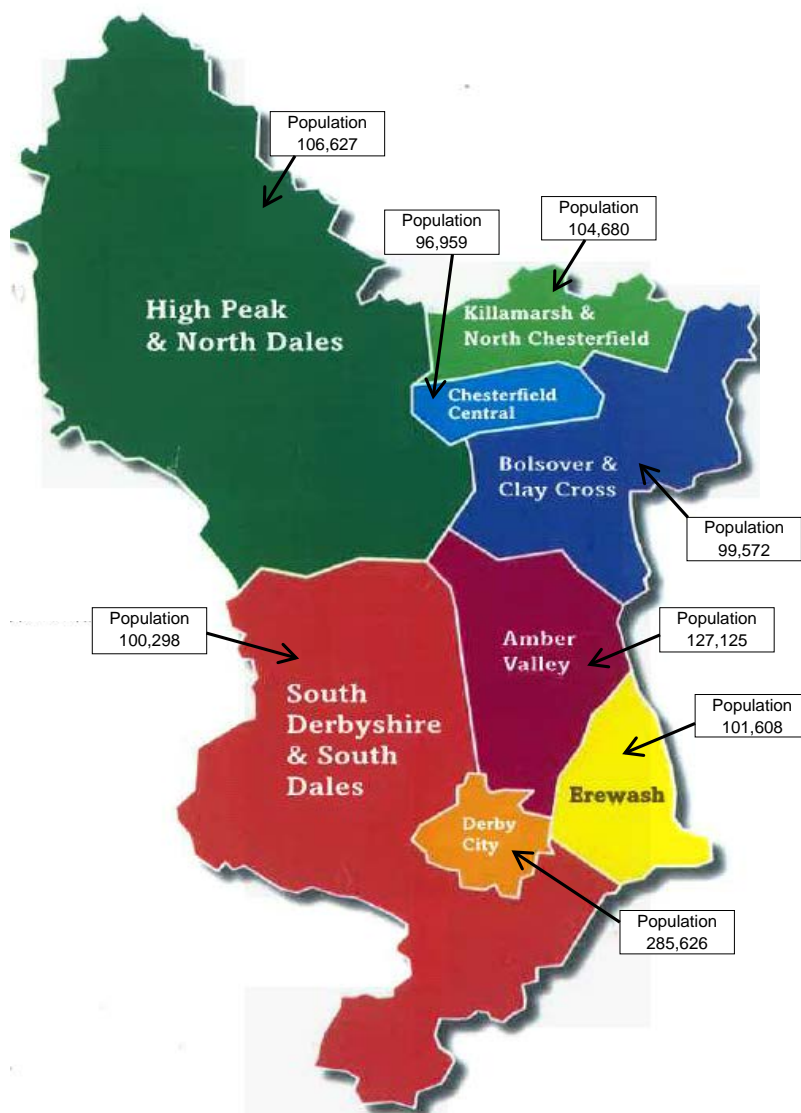 Population
106,627
Population
96,959
Population
104,680
High Peak
& North Dales
Killamarsh &
North Chesterfield
Chesterfield
Central
Bolsover &
Clay Cross
Population
99,572
Population
100,298
Amber
Valley
Population
127,125
South
Derbyshire
& South
Dales
Population
101,608
Erewash
Derby
City
Population
285,626